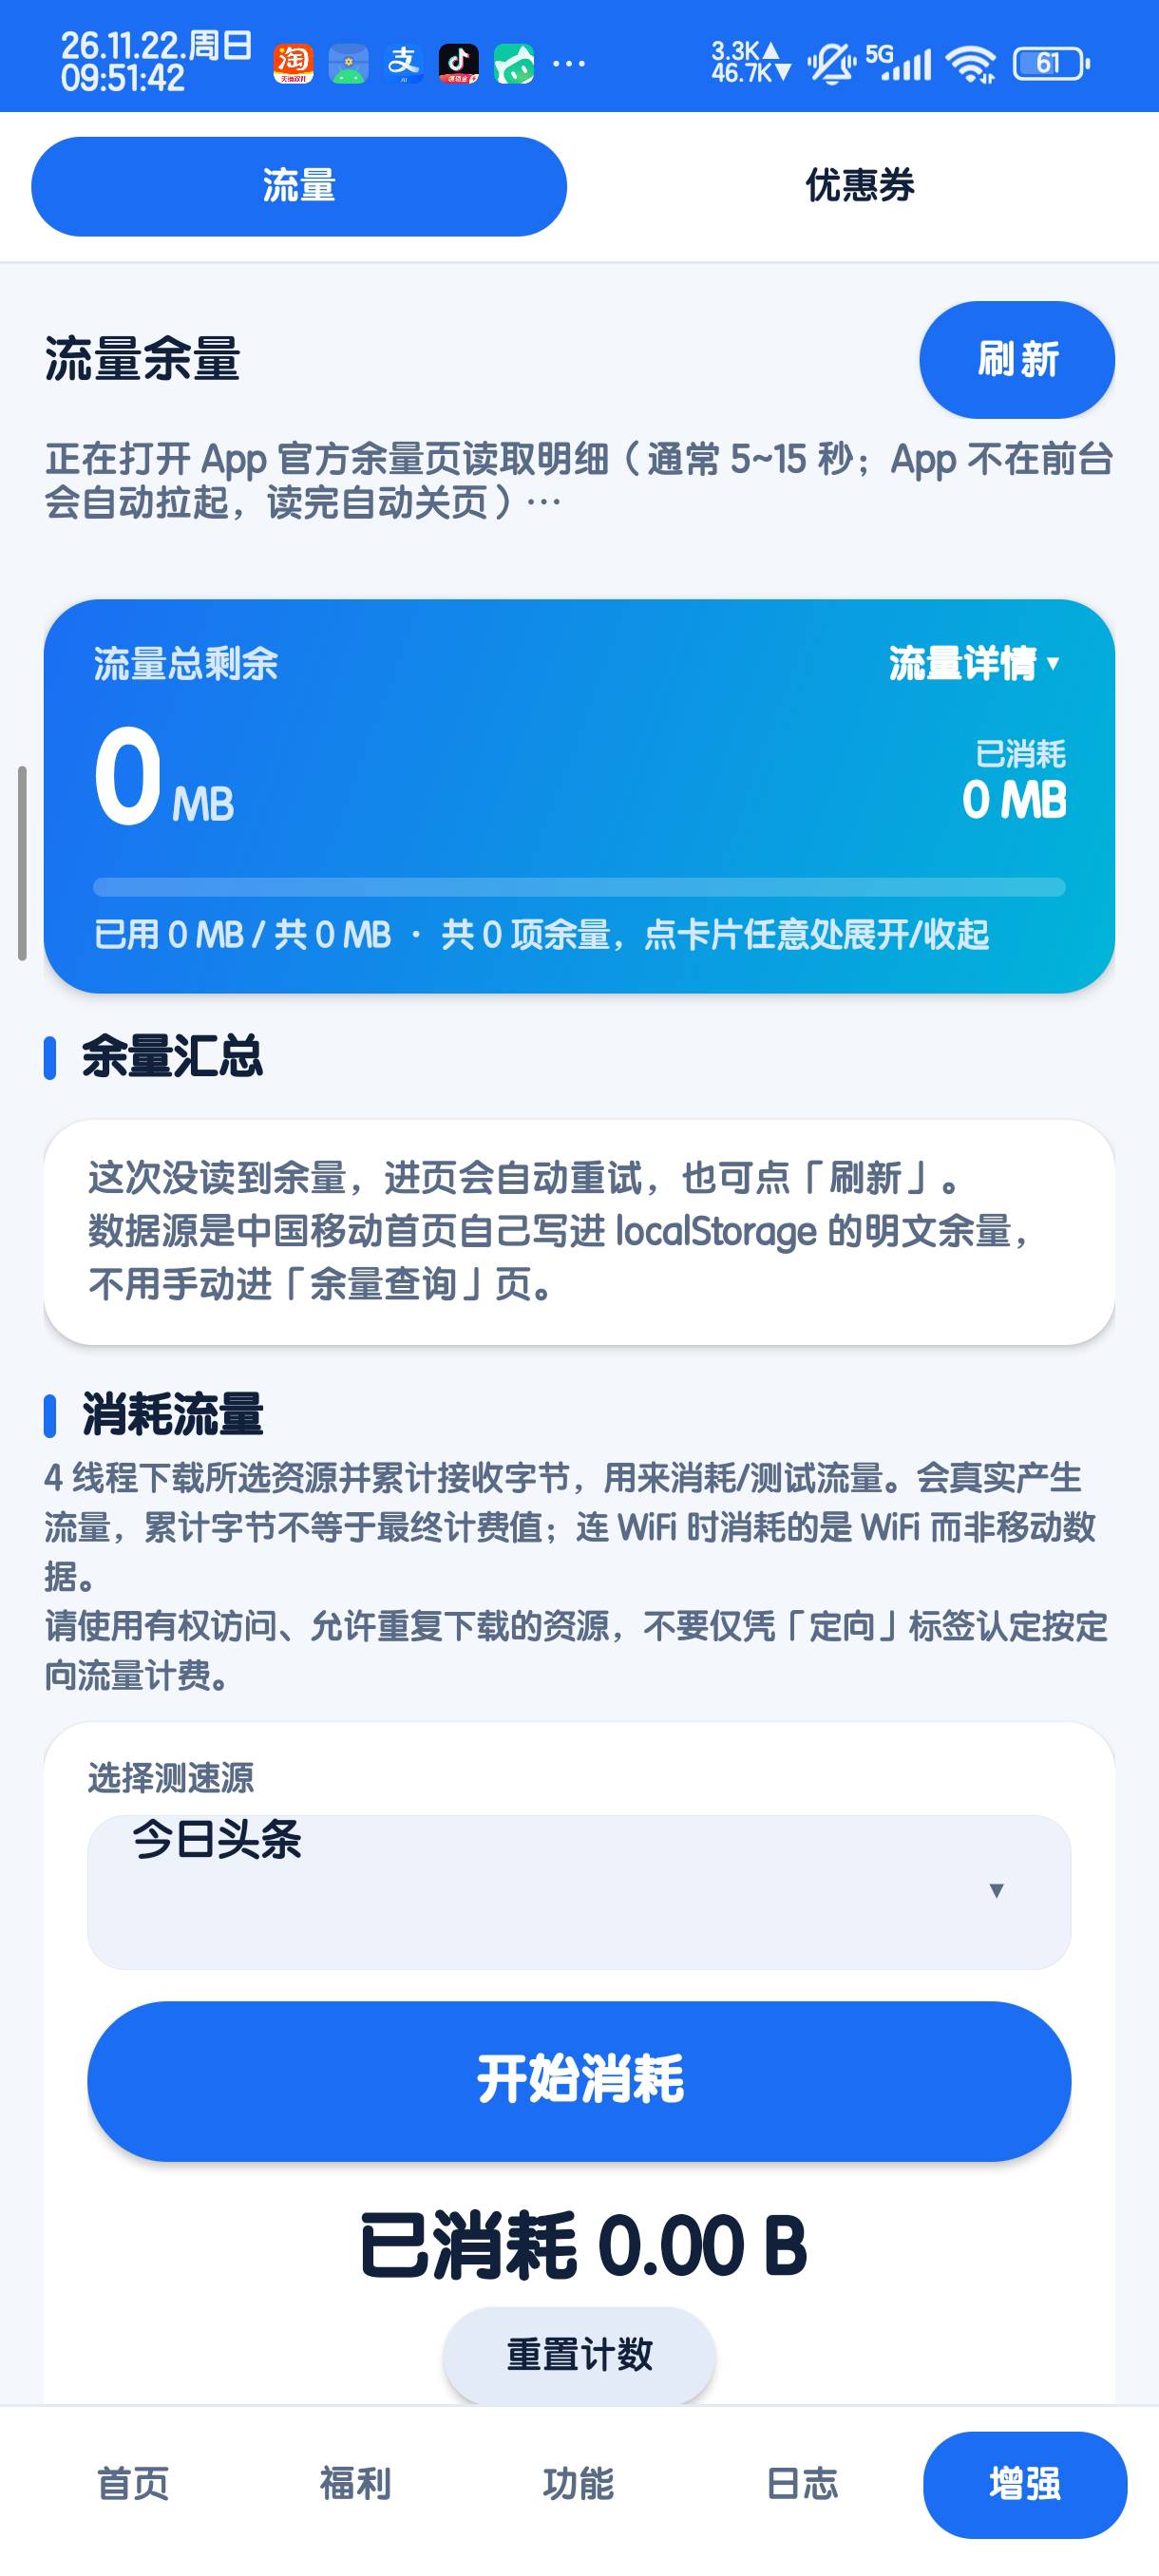 26.11.22.周日
09:51:42
3.3K▲
46.7K▼
5G
61
流量
优惠券
流量余量
刷新
正在打开 App 官方余量页读取明细（通常 5~15 秒；App 不在前台
会自动拉起，读完自动关页）…
流量总剩余
流量详情 ▾
0 MB
已消耗
0 MB
已用 0 MB / 共 0 MB · 共 0 项余量，点卡片任意处展开/收起
余量汇总
这次没读到余量，进页会自动重试，也可点「刷新」。
数据源是中国移动首页自己写进 localStorage 的明文余量，
不用手动进「余量查询」页。
消耗流量
4 线程下载所选资源并累计接收字节，用来消耗/测试流量。会真实产生
流量，累计字节不等于最终计费值；连 WiFi 时消耗的是 WiFi 而非移动数
据。
请使用有权访问、允许重复下载的资源，不要仅凭「定向」标签认定按定
向流量计费。
选择测速源
今日头条
▼
开始消耗
已消耗 0.00 B
重置计数
首页
福利
功能
日志
增强